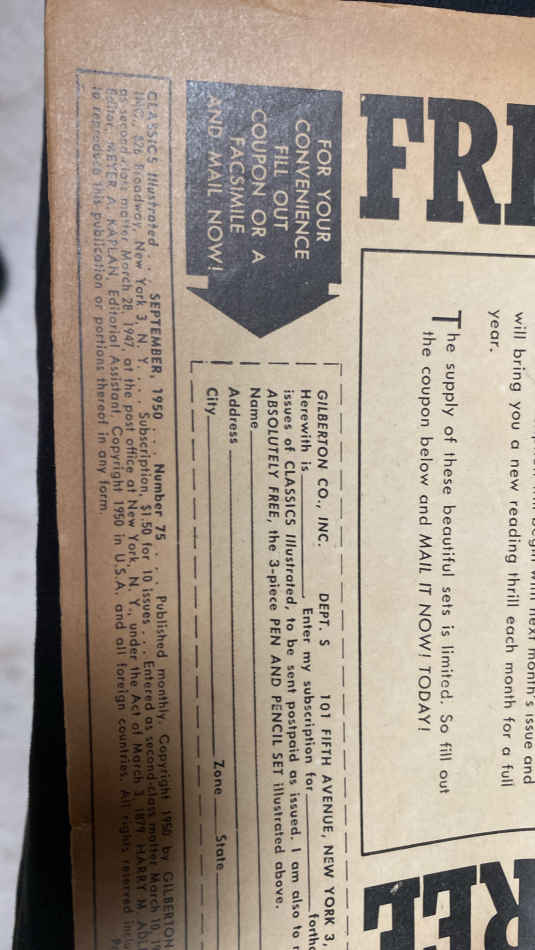 FRE
will bring you a new reading thrill each month for a full
year.
The supply of these beautiful sets is limited. So fill out
the coupon below and MAIL IT NOW! TODAY!
FOR YOUR
CONVENIENCE
FILL OUT
COUPON OR A
FACSIMILE
AND MAIL NOW!
GILBERTON CO., INC. DEPT. S 101 FIFTH AVENUE, NEW YORK 3,
Herewith is ______, Enter my subscription for ______
issues of CLASSICS Illustrated, to be sent postpaid as issued. I am also to r
ABSOLUTELY FREE, the 3-piece PEN AND PENCIL SET illustrated above.
Name
Address
City Zone State
CLASSICS Illustrated . . SEPTEMBER, 1950 . . . Number 75 . . . . Published monthly. Copyright 1950 by GILBERTON
INC., 826 Broadway, New York 3, N. Y. . . . Subscription, $1.50 for 10 issues . . . Entered as second-class matter March 10, 19
as second-class matter March 28, 1947, at the post office at New York, N. Y., under the Act of March 3, 1879. HARRY M. ADL
Editor, MEYER A. KAPLAN, Editorial Assistant. Copyright 1950 in U.S.A. and all foreign countries. All rights reserved
to reproduce this publication or portions thereof in any form.
REE